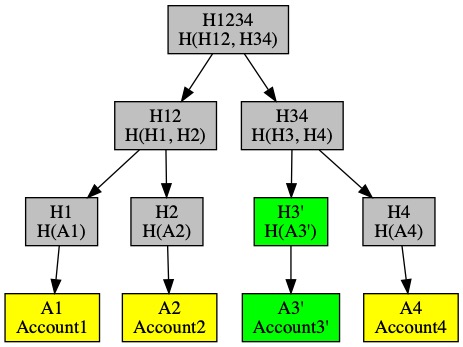 H1234
H(H12, H34)
H12
H(H1, H2)
H34
H(H3, H4)
H1
H(A1)
H2
H(A2)
H3'
H(A3')
H4
H(A4)
A1
Account1
A2
Account2
A3'
Account3'
A4
Account4